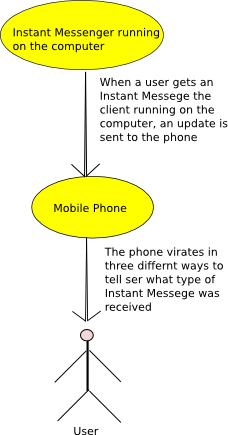 Instant Messenger running
on the computer
When a user gets an
Instant Messege the
client running on the
computer, an update is
sent to the phone
Mobile Phone
The phone virates in
three differnt ways to
tell ser what type of
Instant Messege was
received
User